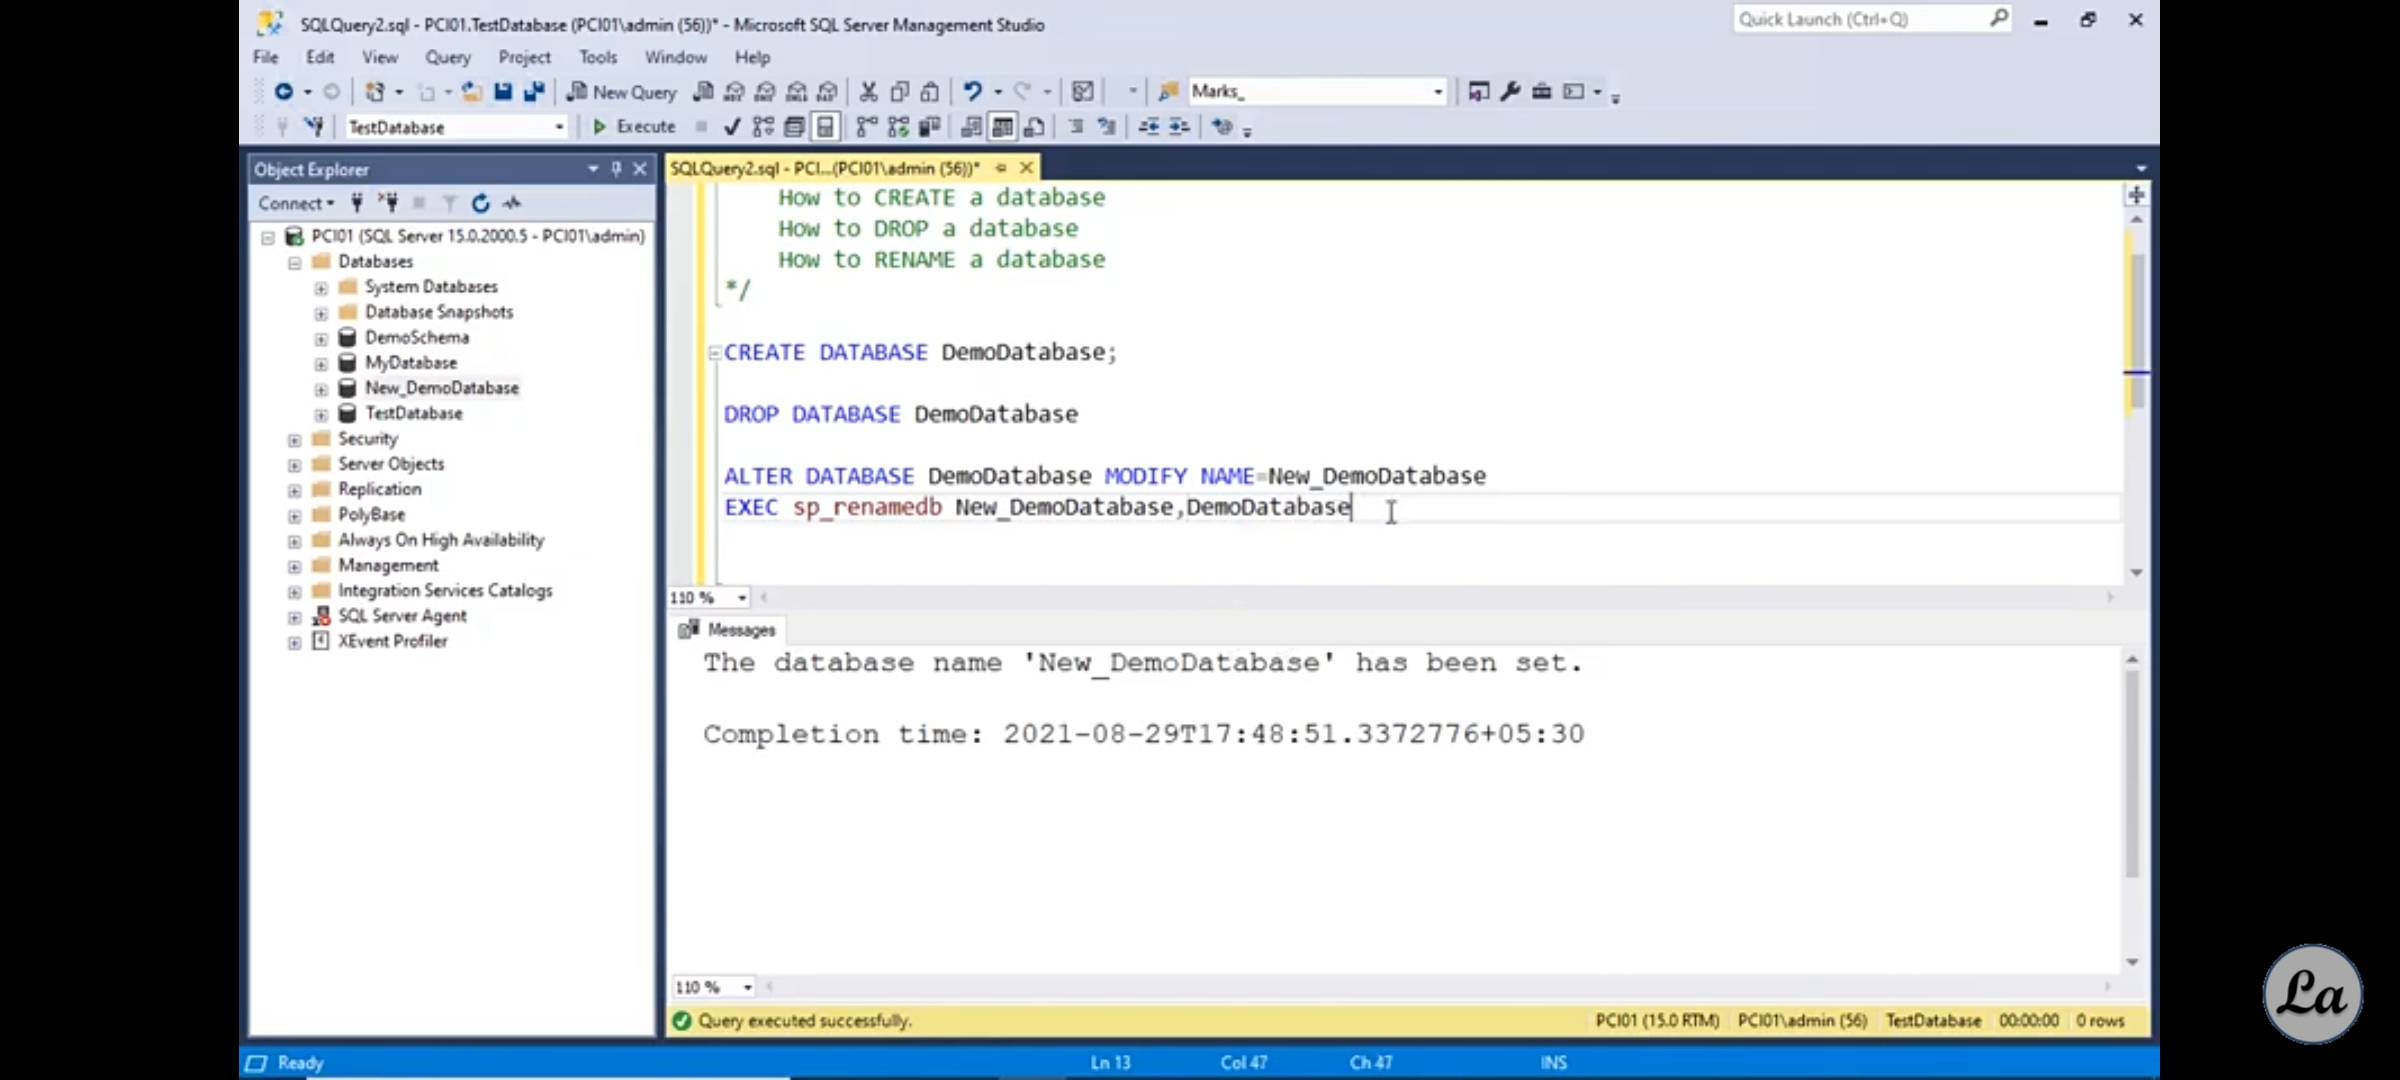 SQLQuery2.sql - PCI01.TestDatabase (PCI01\admin (56))* - Microsoft SQL Server Management Studio
Quick Launch (Ctrl+Q)
File Edit View Query Project Tools Window Help
New Query
Marks_
TestDatabase
Execute
Object Explorer
Connect
PCI01 (SQL Server 15.0.2000.5 - PCI01\admin)
Databases
System Databases
Database Snapshots
DemoSchema
MyDatabase
New_DemoDatabase
TestDatabase
Security
Server Objects
Replication
PolyBase
Always On High Availability
Management
Integration Services Catalogs
SQL Server Agent
XEvent Profiler
SQLQuery2.sql - PCI...(PCI01\admin (56))*
How to CREATE a database
How to DROP a database
How to RENAME a database
*/
CREATE DATABASE DemoDatabase;
DROP DATABASE DemoDatabase
ALTER DATABASE DemoDatabase MODIFY NAME=New_DemoDatabase
EXEC sp_renamedb New_DemoDatabase,DemoDatabase
110 %
Messages
The database name 'New_DemoDatabase' has been set.
Completion time: 2021-08-29T17:48:51.3372776+05:30
110 %
Query executed successfully.
PCI01 (15.0 RTM) PCI01\admin (56) TestDatabase 00:00:00 0 rows
Ready
Ln 13 Col 47 Ch 47 INS
La